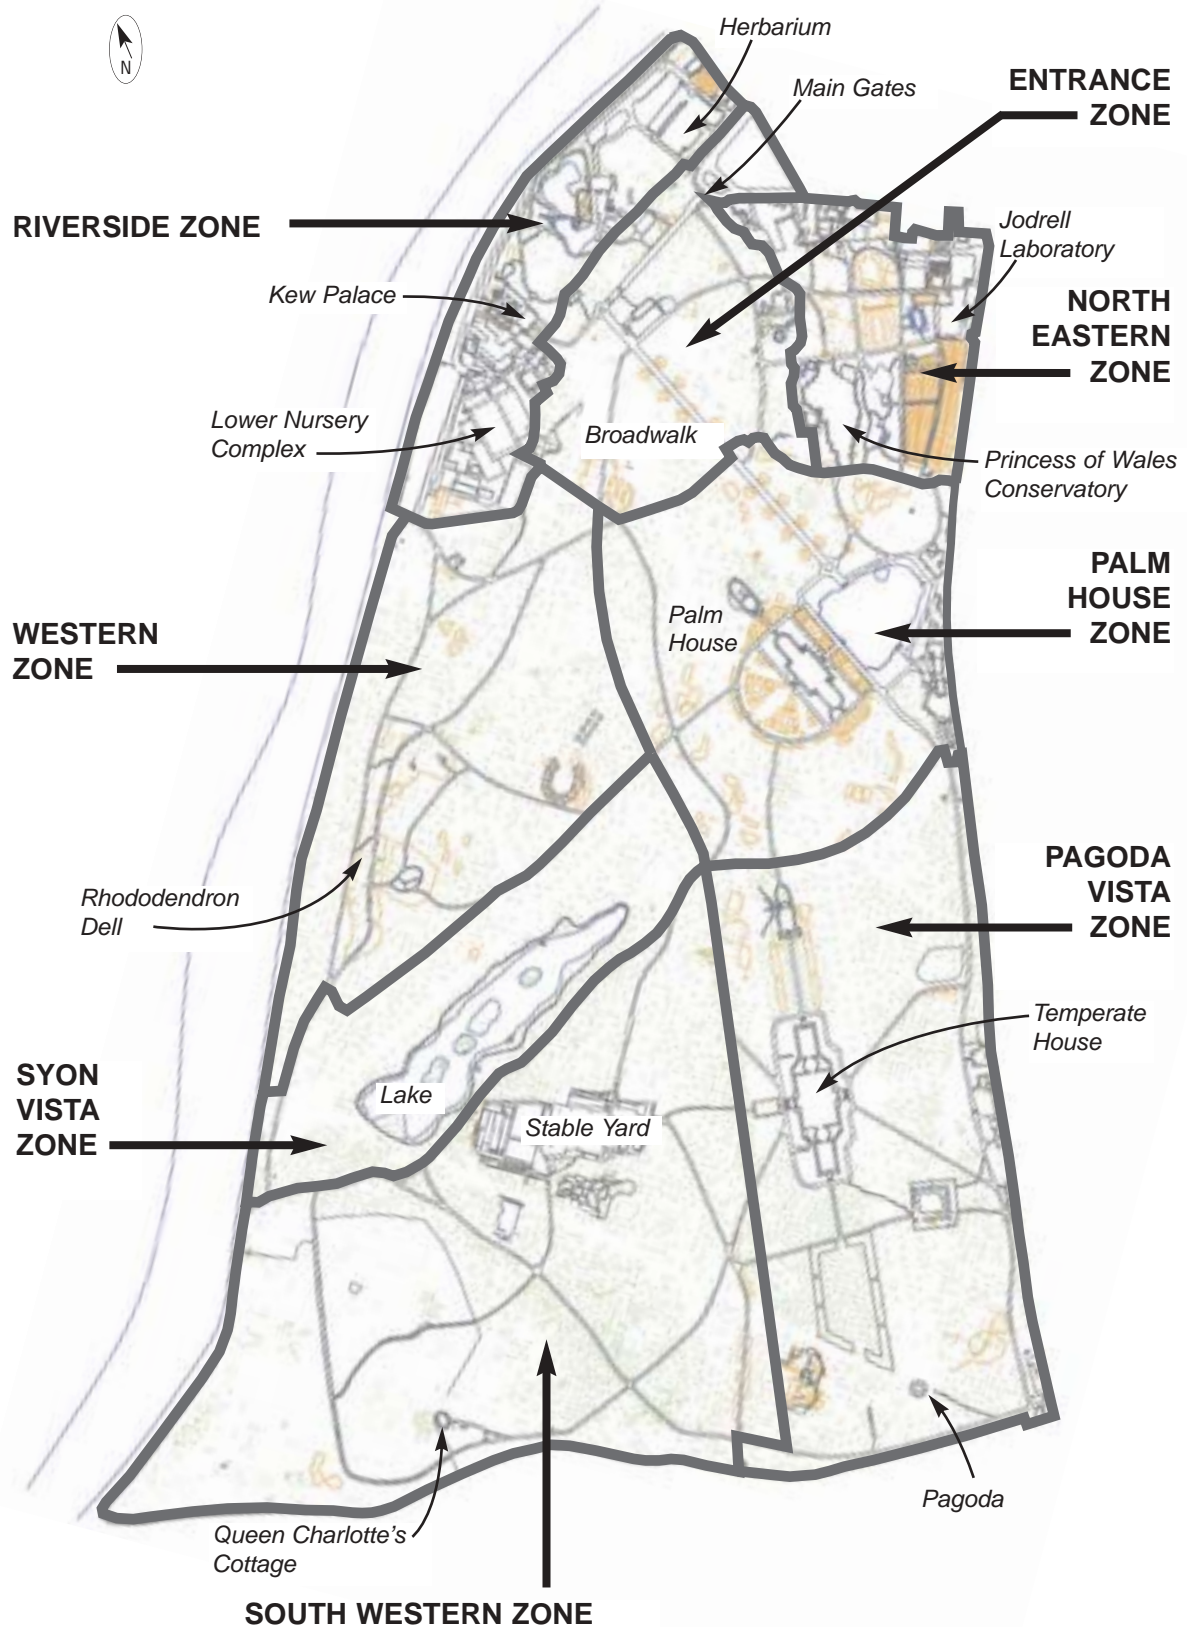 N
Herbarium
Main Gates
ENTRANCE
ZONE
RIVERSIDE ZONE
Jodrell
Laboratory
Kew Palace
NORTH
EASTERN
ZONE
Lower Nursery
Complex
Broadwalk
Princess of Wales
Conservatory
PALM
HOUSE
ZONE
Palm
House
WESTERN
ZONE
Rhododendron
Dell
PAGODA
VISTA
ZONE
Temperate
House
SYON
VISTA
ZONE
Lake
Stable Yard
Pagoda
Queen Charlotte's
Cottage
SOUTH WESTERN ZONE